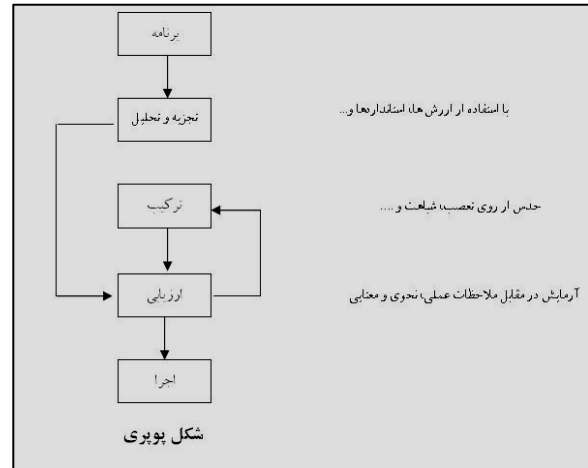 برنامه
تجزیه و تحلیل
با استفاده از ارزش ها، استانداردها و...
ترکیب
حدس از روی تعصب، شباهت و ....
ارزیابی
آزمایش در مقابل ملاحظات عملی، نحوی و معنایی
اجرا
شکل پوپری